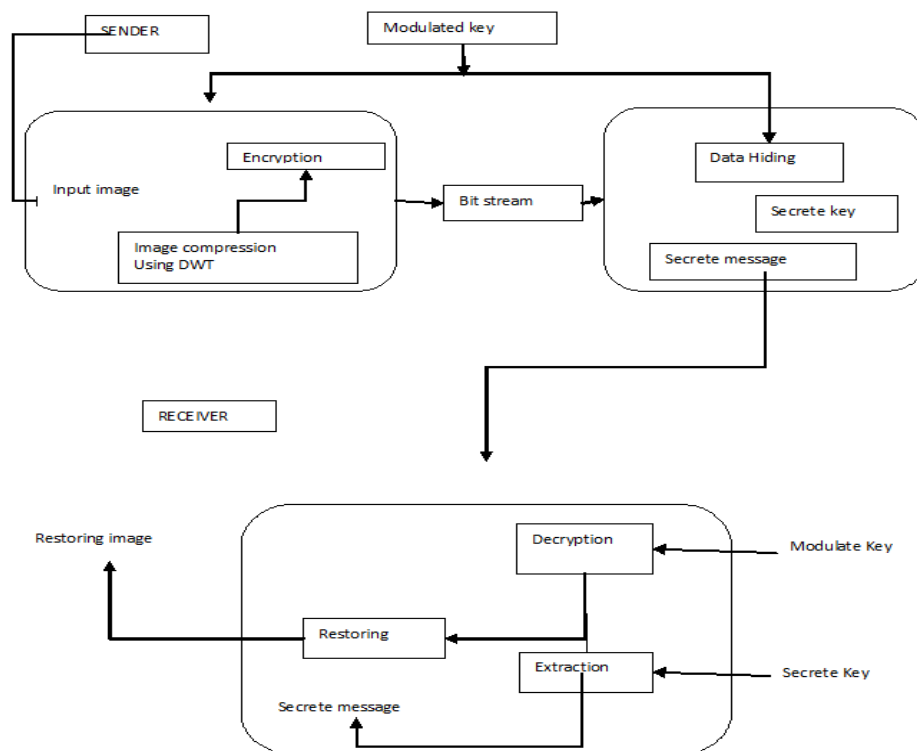 SENDER
Modulated key
Encryption
Data Hiding
Input image
Bit stream
Secrete key
Image compression
Using DWT
Secrete message
RECEIVER
Restoring image
Decryption
Modulate Key
Restoring
Extraction
Secrete Key
Secrete message